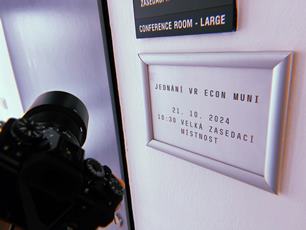 ZASEDACÍ
CONFERENCE ROOM - LARGE
JEDNÁNÍ VR ECON MUNI
21. 10. 2024
10:30 VELKÁ ZASEDACÍ
MÍSTNOST